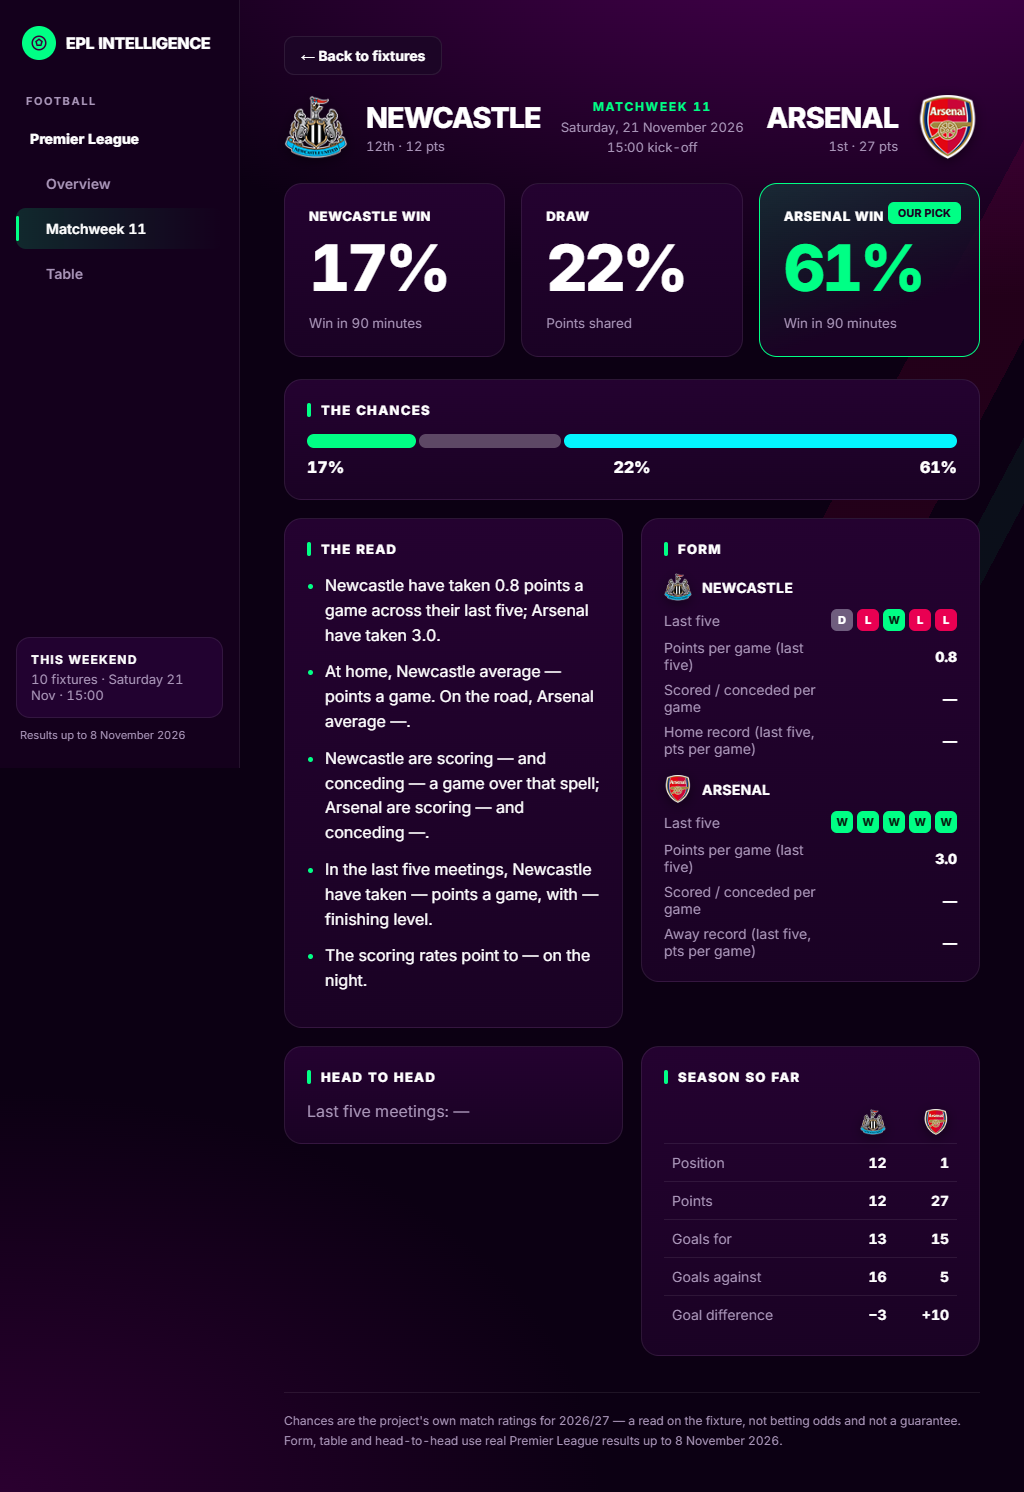 EPL INTELLIGENCE
FOOTBALL
Premier League
Overview
Matchweek 11
Table
THIS WEEKEND
10 fixtures · Saturday 21
Nov · 15:00
Results up to 8 November 2026
← Back to fixtures
NEWCASTLE
12th · 12 pts
MATCHWEEK 11
Saturday, 21 November 2026
15:00 kick-off
ARSENAL
1st · 27 pts
Arsenal
NEWCASTLE WIN
17%
Win in 90 minutes
DRAW
22%
Points shared
ARSENAL WIN
OUR PICK
61%
Win in 90 minutes
THE CHANCES
17% 22% 61%
THE READ
• Newcastle have taken 0.8 points a
game across their last five; Arsenal
have taken 3.0.
• At home, Newcastle average —
points a game. On the road, Arsenal
average —.
• Newcastle are scoring — and
conceding — a game over that spell;
Arsenal are scoring — and
conceding —.
• In the last five meetings, Newcastle
have taken — points a game, with —
finishing level.
• The scoring rates point to — on the
night.
FORM
NEWCASTLE
Last five D L W L L
Points per game (last
five) 0.8
Scored / conceded per
game —
Home record (last five,
pts per game) —
ARSENAL
Last five W W W W W
Points per game (last
five) 3.0
Scored / conceded per
game —
Away record (last five,
pts per game) —
HEAD TO HEAD
Last five meetings: —
SEASON SO FAR
Position 12 1
Points 12 27
Goals for 13 15
Goals against 16 5
Goal difference −3 +10
Chances are the project's own match ratings for 2026/27 — a read on the fixture, not betting odds and not a guarantee.
Form, table and head-to-head use real Premier League results up to 8 November 2026.